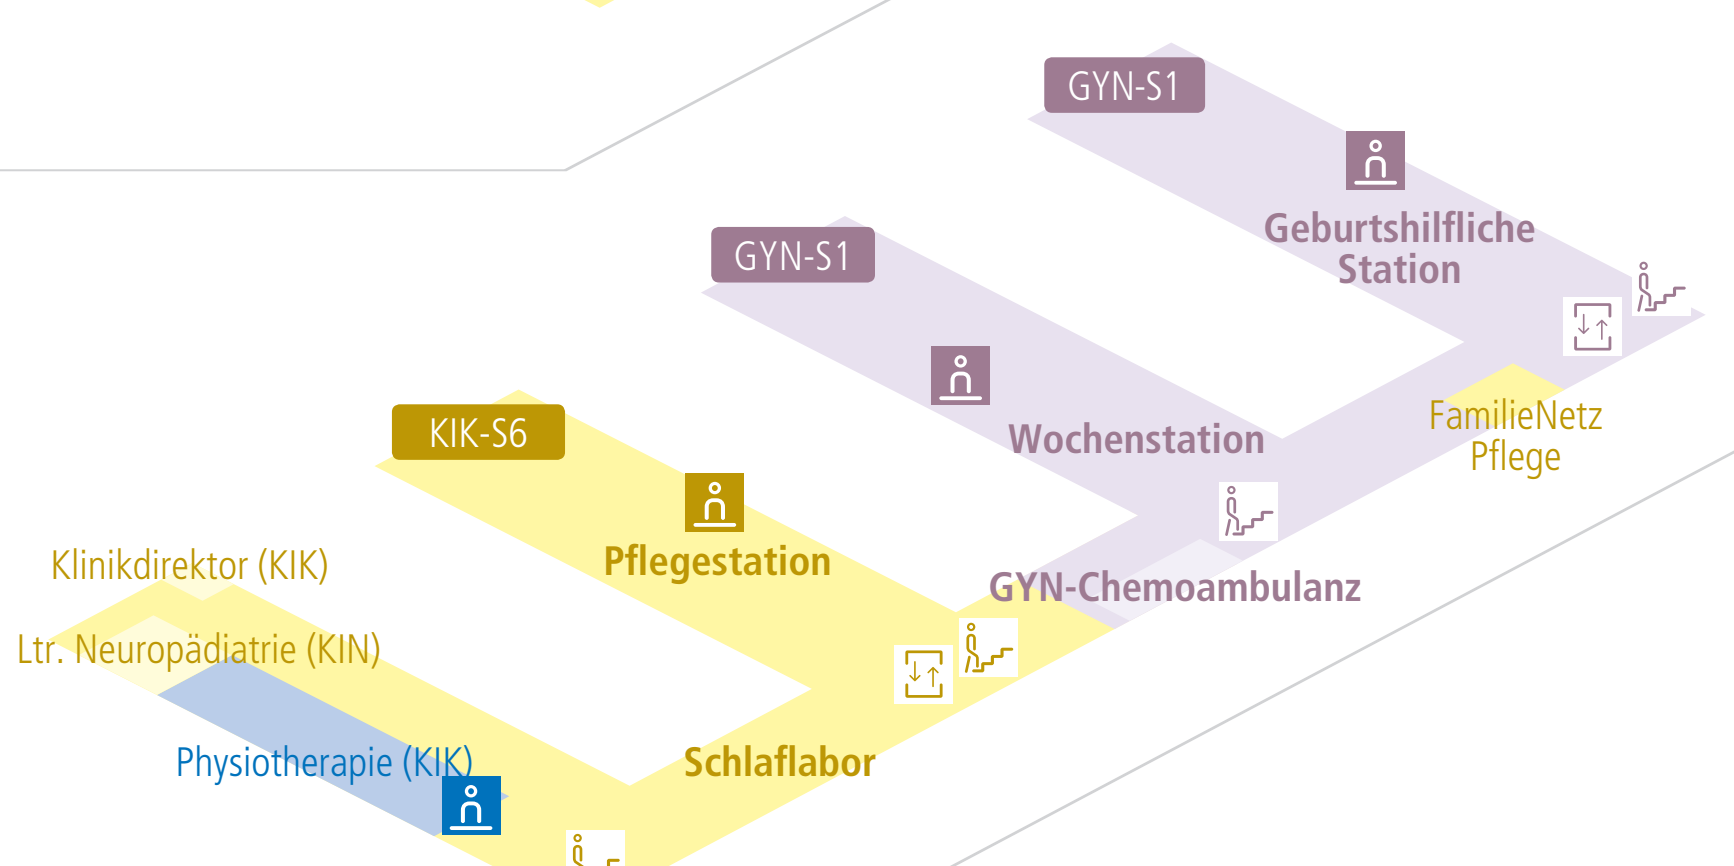 GYN-S1
Geburtshilfliche
Station
GYN-S1
Wochenstation
FamilieNetz
Pflege
KIK-S6
Pflegestation
GYN-Chemoambulanz
Klinikdirektor (KIK)
Ltr. Neuropädiatrie (KIN)
Physiotherapie (KIK)
Schlaflabor